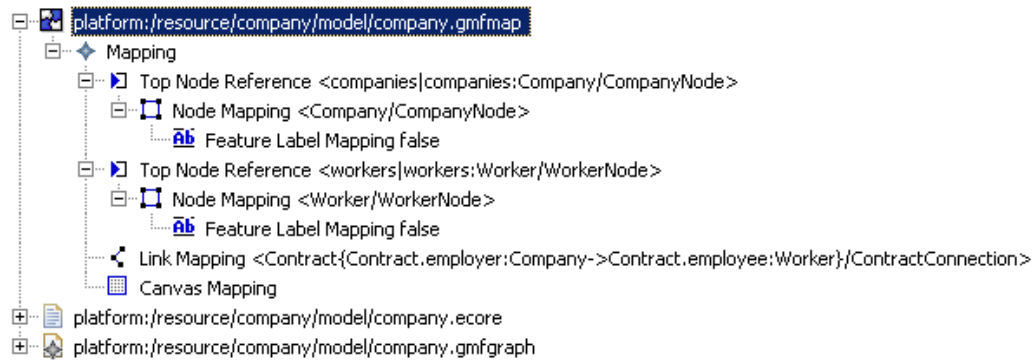 platform:/resource/company/model/company.gmfmap
Mapping
Top Node Reference <companies|companies:Company/CompanyNode>
Node Mapping <Company/CompanyNode>
Ab Feature Label Mapping false
Top Node Reference <workers|workers:Worker/WorkerNode>
Node Mapping <Worker/WorkerNode>
Ab Feature Label Mapping false
Link Mapping <Contract{Contract.employer:Company->Contract.employee:Worker}/ContractConnection>
Canvas Mapping
platform:/resource/company/model/company.ecore
platform:/resource/company/model/company.gmfgraph